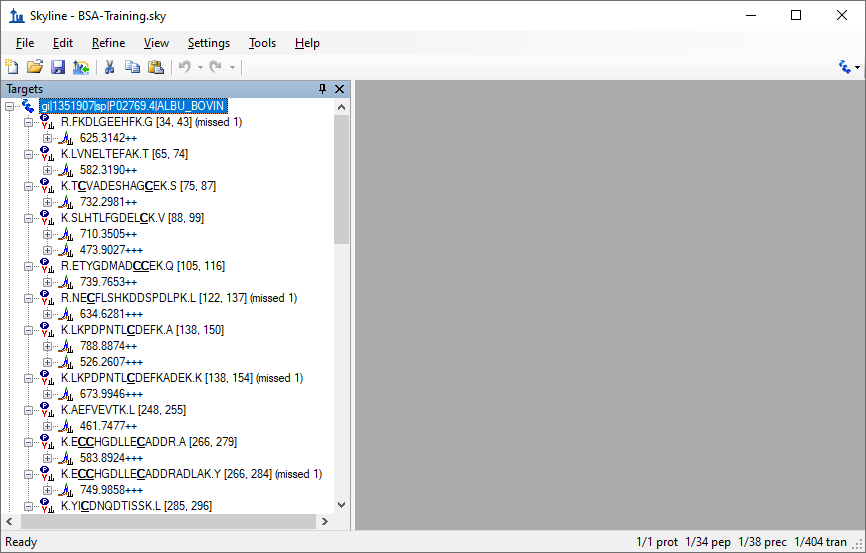 Skyline - BSA-Training.sky
File Edit Refine View Settings Tools Help
Targets
gi|1351907|sp|P02769.4|ALBU_BOVIN
R.FKDLGEEHFK.G [34, 43] (missed 1)
625.3142++
K.LVNELTEFAK.T [65, 74]
582.3190++
K.TCVADESHAGCEK.S [75, 87]
732.2981++
K.SLHTLFGDELCK.V [88, 99]
710.3505++
473.9027+++
R.ETYGDMADCCEK.Q [105, 116]
739.7653++
R.NECFLSHKDDSPDLPK.L [122, 137] (missed 1)
634.6281+++
K.LKPDPNTLCDEFK.A [138, 150]
788.8874++
526.2607+++
K.LKPDPNTLCDEFKADEK.K [138, 154] (missed 1)
673.9946+++
K.AEFVEVTK.L [248, 255]
461.7477++
K.ECCHGDLLECADDR.A [266, 279]
583.8924+++
K.ECCHGDLLECADDRADLAK.Y [266, 284] (missed 1)
749.9858+++
K.YICDNQDTISSK.L [285, 296]
Ready 1/1 prot 1/34 pep 1/38 prec 1/404 tran